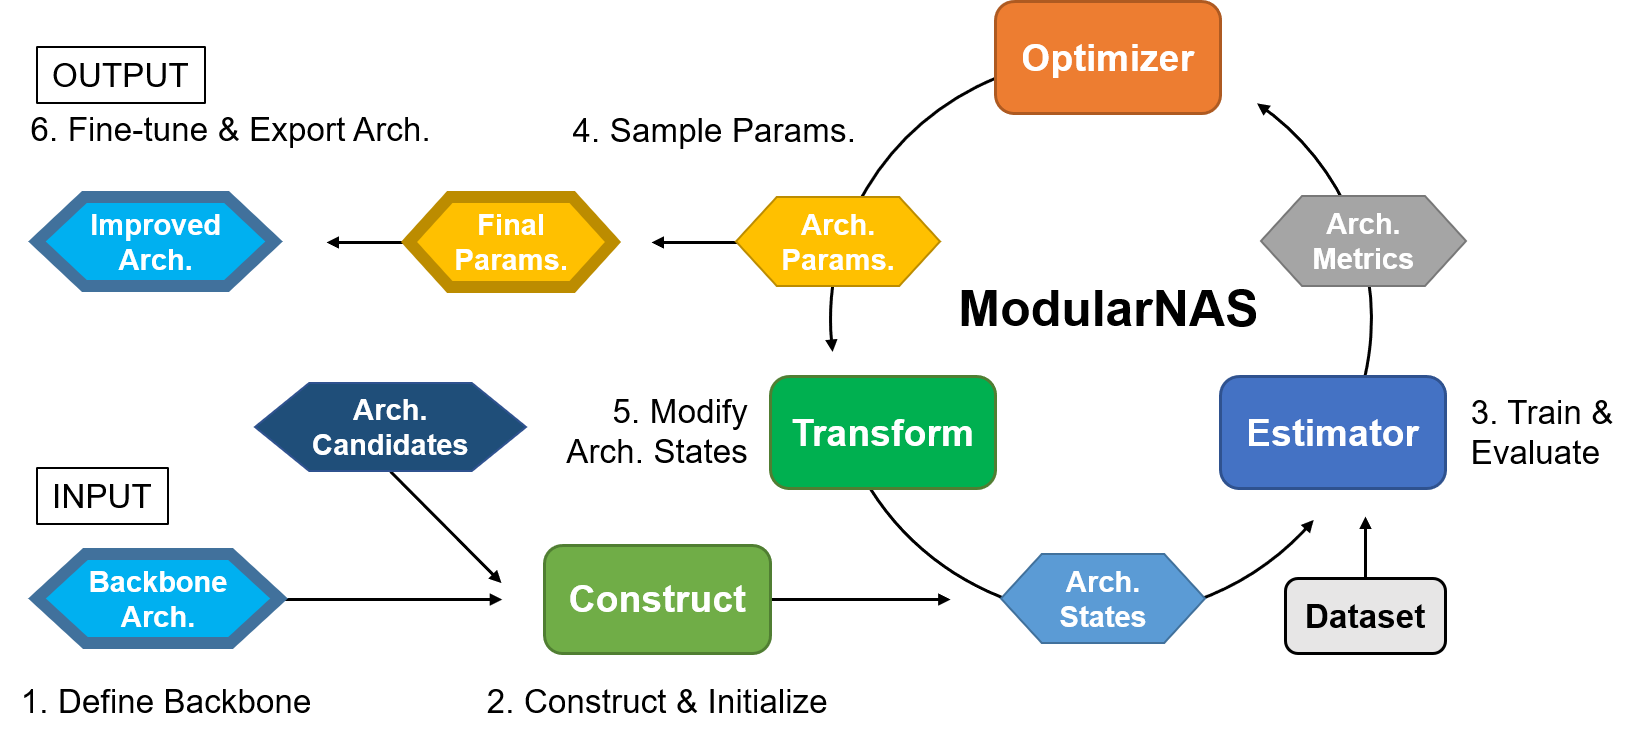 Optimizer
OUTPUT
6. Fine-tune & Export Arch.
4. Sample Params.
Improved
Arch.
Final
Params.
Arch.
Params.
Arch.
Metrics
ModularNAS
Arch.
Candidates
5. Modify
Arch. States
Transform
Estimator
3. Train &
Evaluate
INPUT
Backbone
Arch.
Construct
Arch.
States
Dataset
1. Define Backbone
2. Construct & Initialize